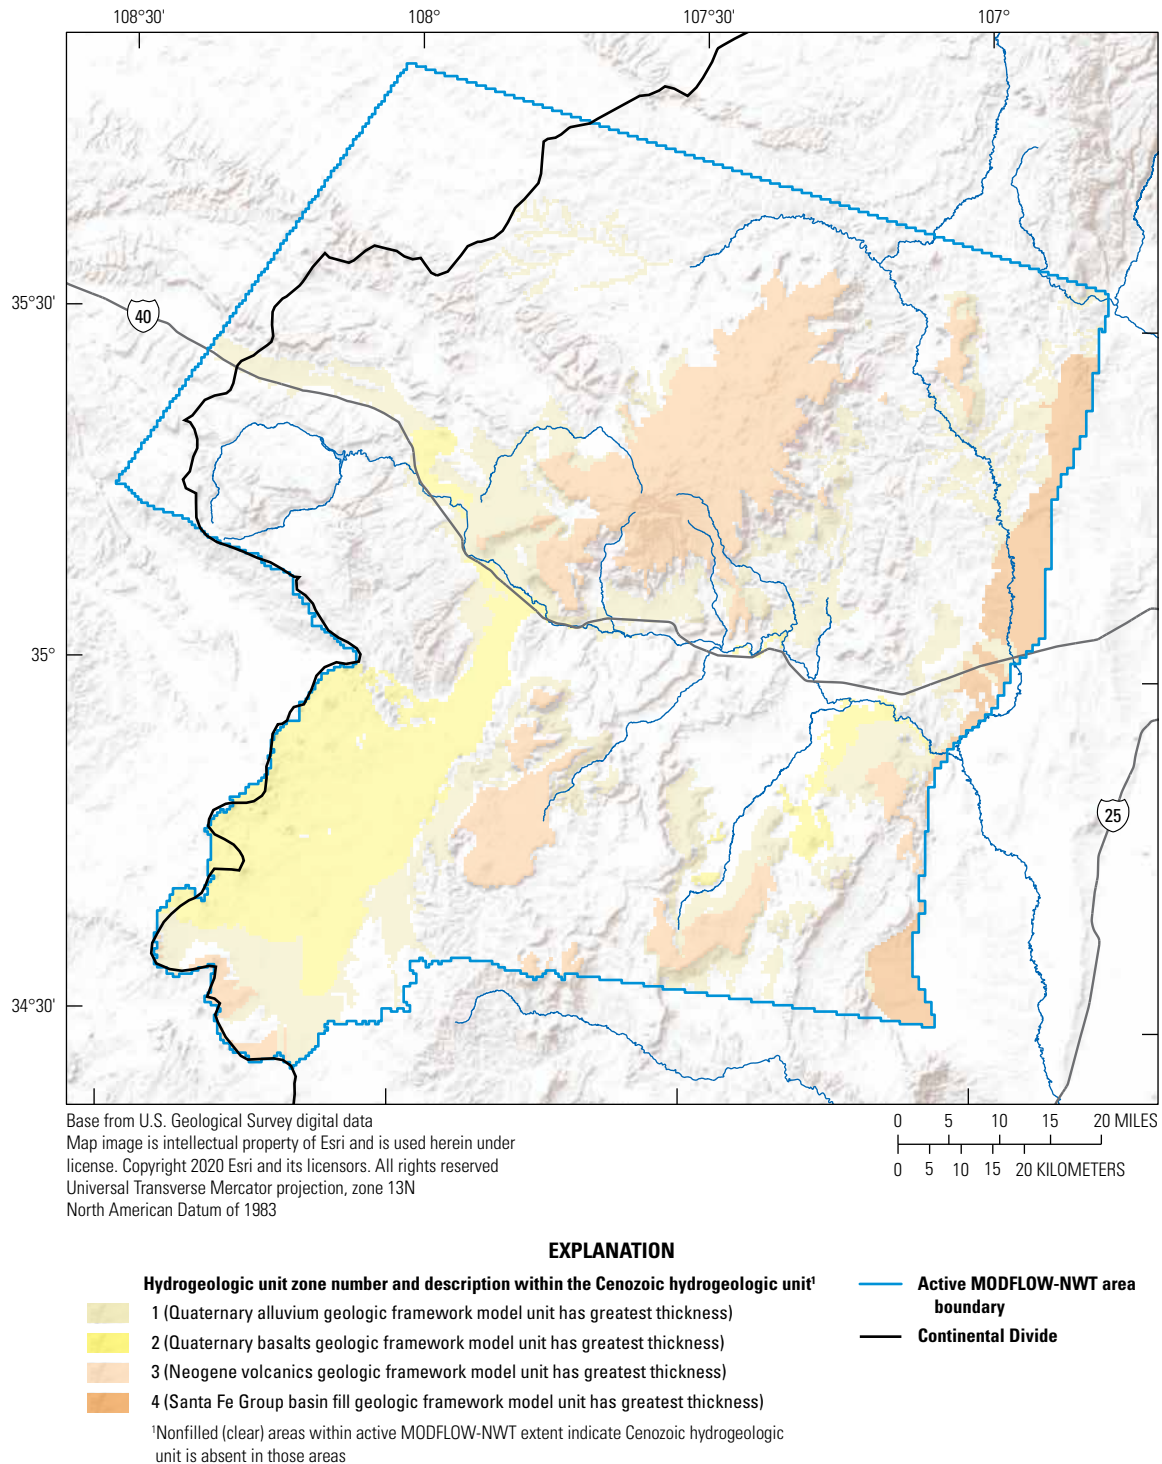 108°30'
108°
107°30'
107°
35°30'
40
35°
25
34°30'
Base from U.S. Geological Survey digital data
Map image is intellectual property of Esri and is used herein under
license. Copyright 2020 Esri and its licensors. All rights reserved
Universal Transverse Mercator projection, zone 13N
North American Datum of 1983
0 5 10 15 20 MILES
0 5 10 15 20 KILOMETERS
EXPLANATION
Hydrogeologic unit zone number and description within the Cenozoic hydrogeologic unit¹
1 (Quaternary alluvium geologic framework model unit has greatest thickness)
2 (Quaternary basalts geologic framework model unit has greatest thickness)
3 (Neogene volcanics geologic framework model unit has greatest thickness)
4 (Santa Fe Group basin fill geologic framework model unit has greatest thickness)
¹Nonfilled (clear) areas within active MODFLOW-NWT extent indicate Cenozoic hydrogeologic
unit is absent in those areas
Active MODFLOW-NWT area
boundary
Continental Divide